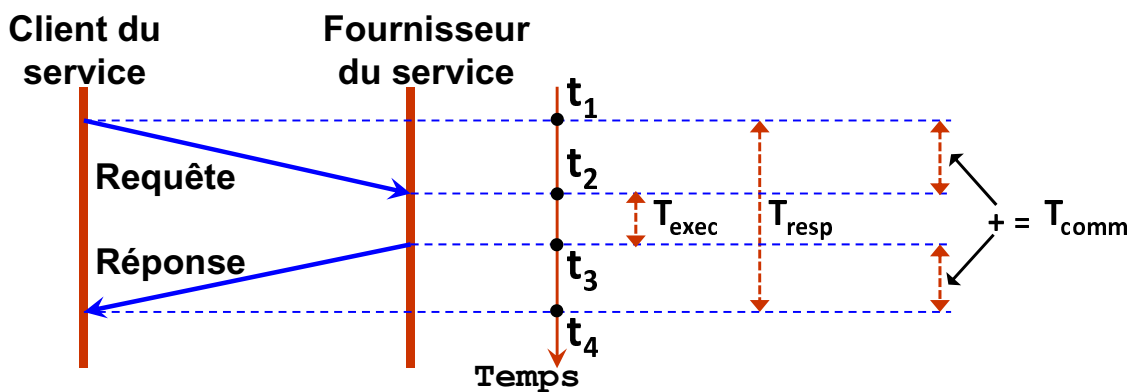 Client du
service
Fournisseur
du service
t1
Requête
t2
Texec
Tresp
+ = Tcomm
Réponse
t3
t4
Temps